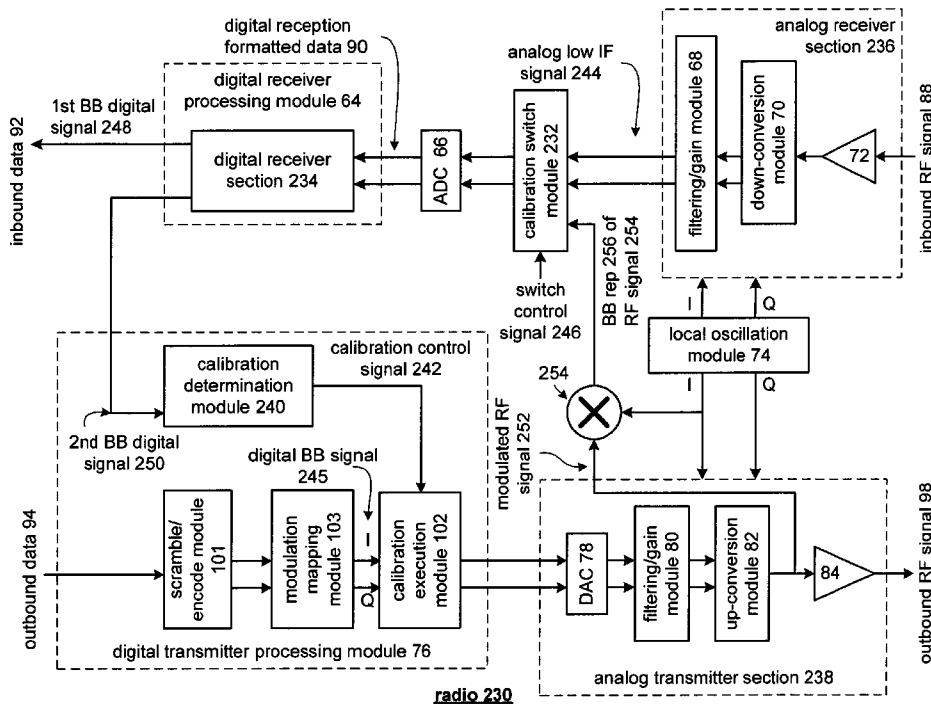 digital reception
formatted data 90
analog low IF
signal 244
analog receiver
section 236
digital receiver
processing module 64
1st BB digital
signal 248
inbound data 92
digital receiver
section 234
ADC 66
calibration switch
module 232
filtering/gain module 68
down-conversion
module 70
72
inbound RF signal 88
switch
control
signal 246
BB rep 256 of
RF signal 254
I
Q
local oscillation
module 74
I
Q
calibration control
signal 242
calibration
determination
module 240
254
modulated RF
signal 252
2nd BB digital
signal 250
digital BB signal
245
outbound data 94
scramble/
encode module
101
modulation
mapping
module 103
I
Q
calibration
execution
module 102
DAC 78
filtering/gain
module 80
up-conversion
module 82
84
outbound RF signal 98
digital transmitter processing module 76
analog transmitter section 238
radio 230